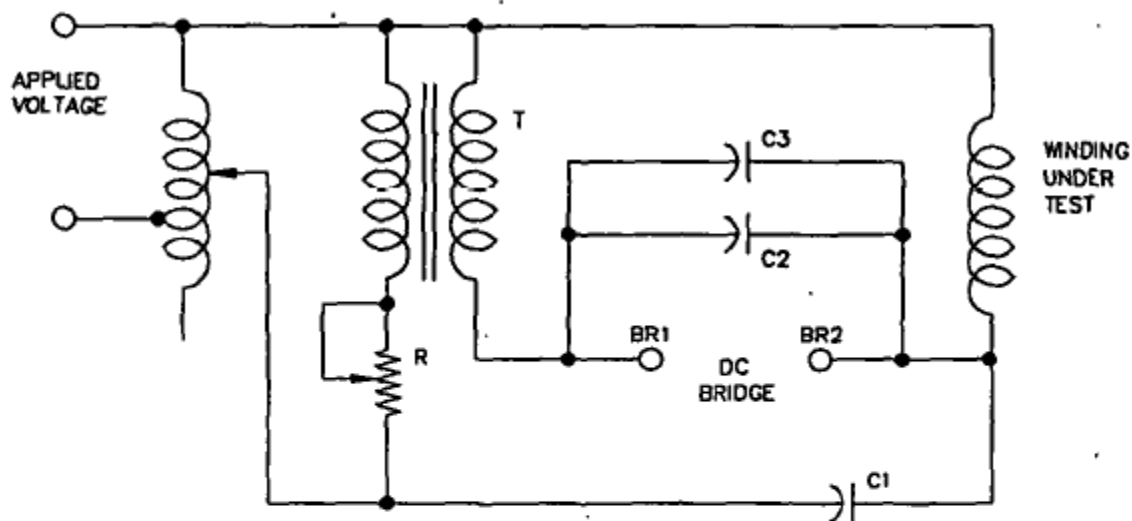 APPLIED
VOLTAGE
T
C3
C2
WINDING
UNDER
TEST
BR1
BR2
R
DC
BRIDGE
C1